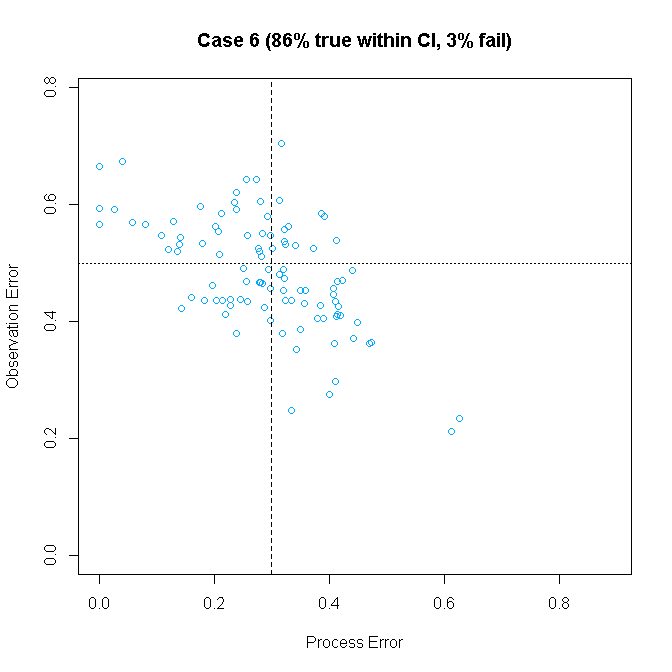 Case 6 (86% true within CI, 3% fail)
Observation Error
0.8
0.6
0.4
0.2
0.0
0.0 0.2 0.4 0.6 0.8
Process Error